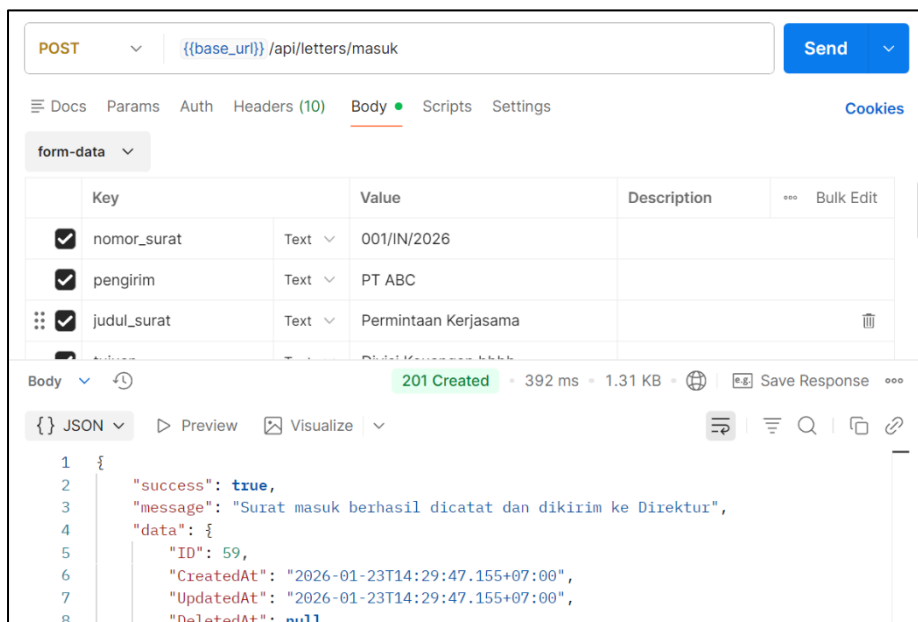 POST {{base_url}} /api/letters/masuk Send
Docs Params Auth Headers (10) Body Scripts Settings Cookies
form-data
Key Value Description Bulk Edit
nomor_surat Text 001/IN/2026
pengirim Text PT ABC
judul_surat Text Permintaan Kerjasama
Body 201 Created 392 ms 1.31 KB e.g. Save Response
{} JSON Preview Visualize
1 {
2 "success": true,
3 "message": "Surat masuk berhasil dicatat dan dikirim ke Direktur",
4 "data": {
5 "ID": 59,
6 "CreatedAt": "2026-01-23T14:29:47.155+07:00",
7 "UpdatedAt": "2026-01-23T14:29:47.155+07:00",
8 "DeletedAt": null